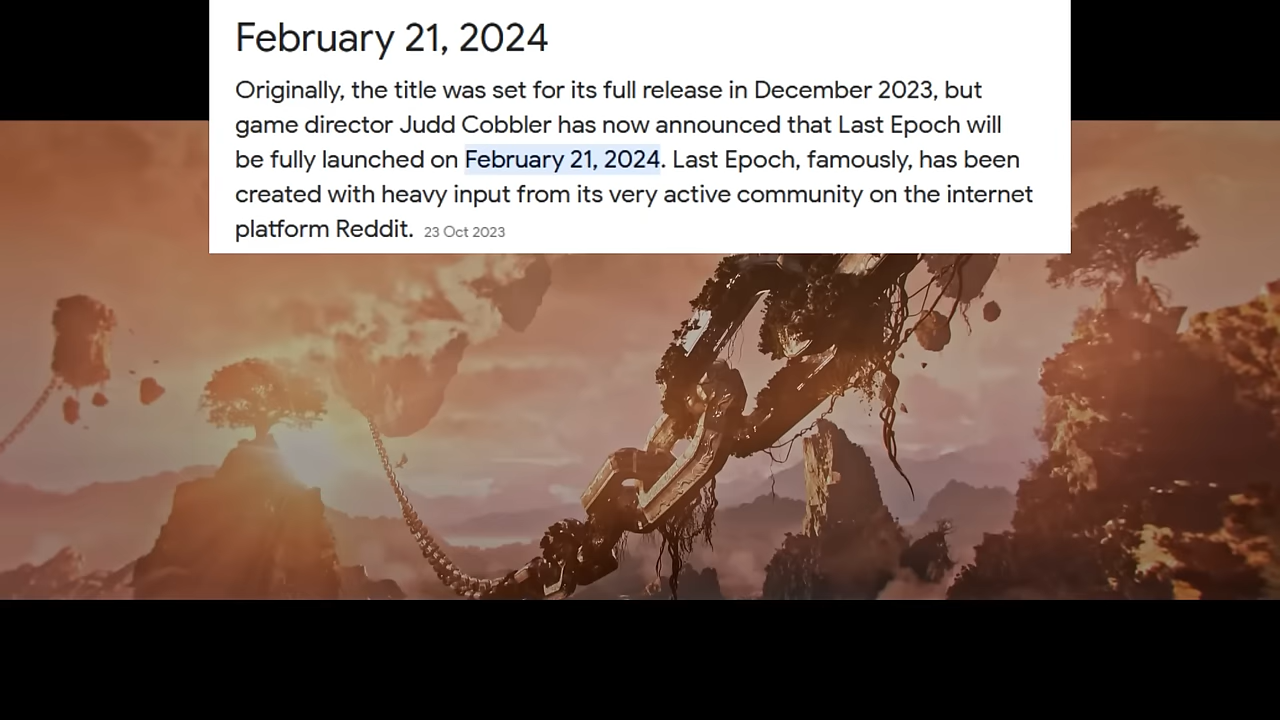 February 21, 2024
Originally, the title was set for its full release in December 2023, but
game director Judd Cobbler has now announced that Last Epoch will
be fully launched on February 21, 2024. Last Epoch, famously, has been
created with heavy input from its very active community on the internet
platform Reddit. 23 Oct 2023